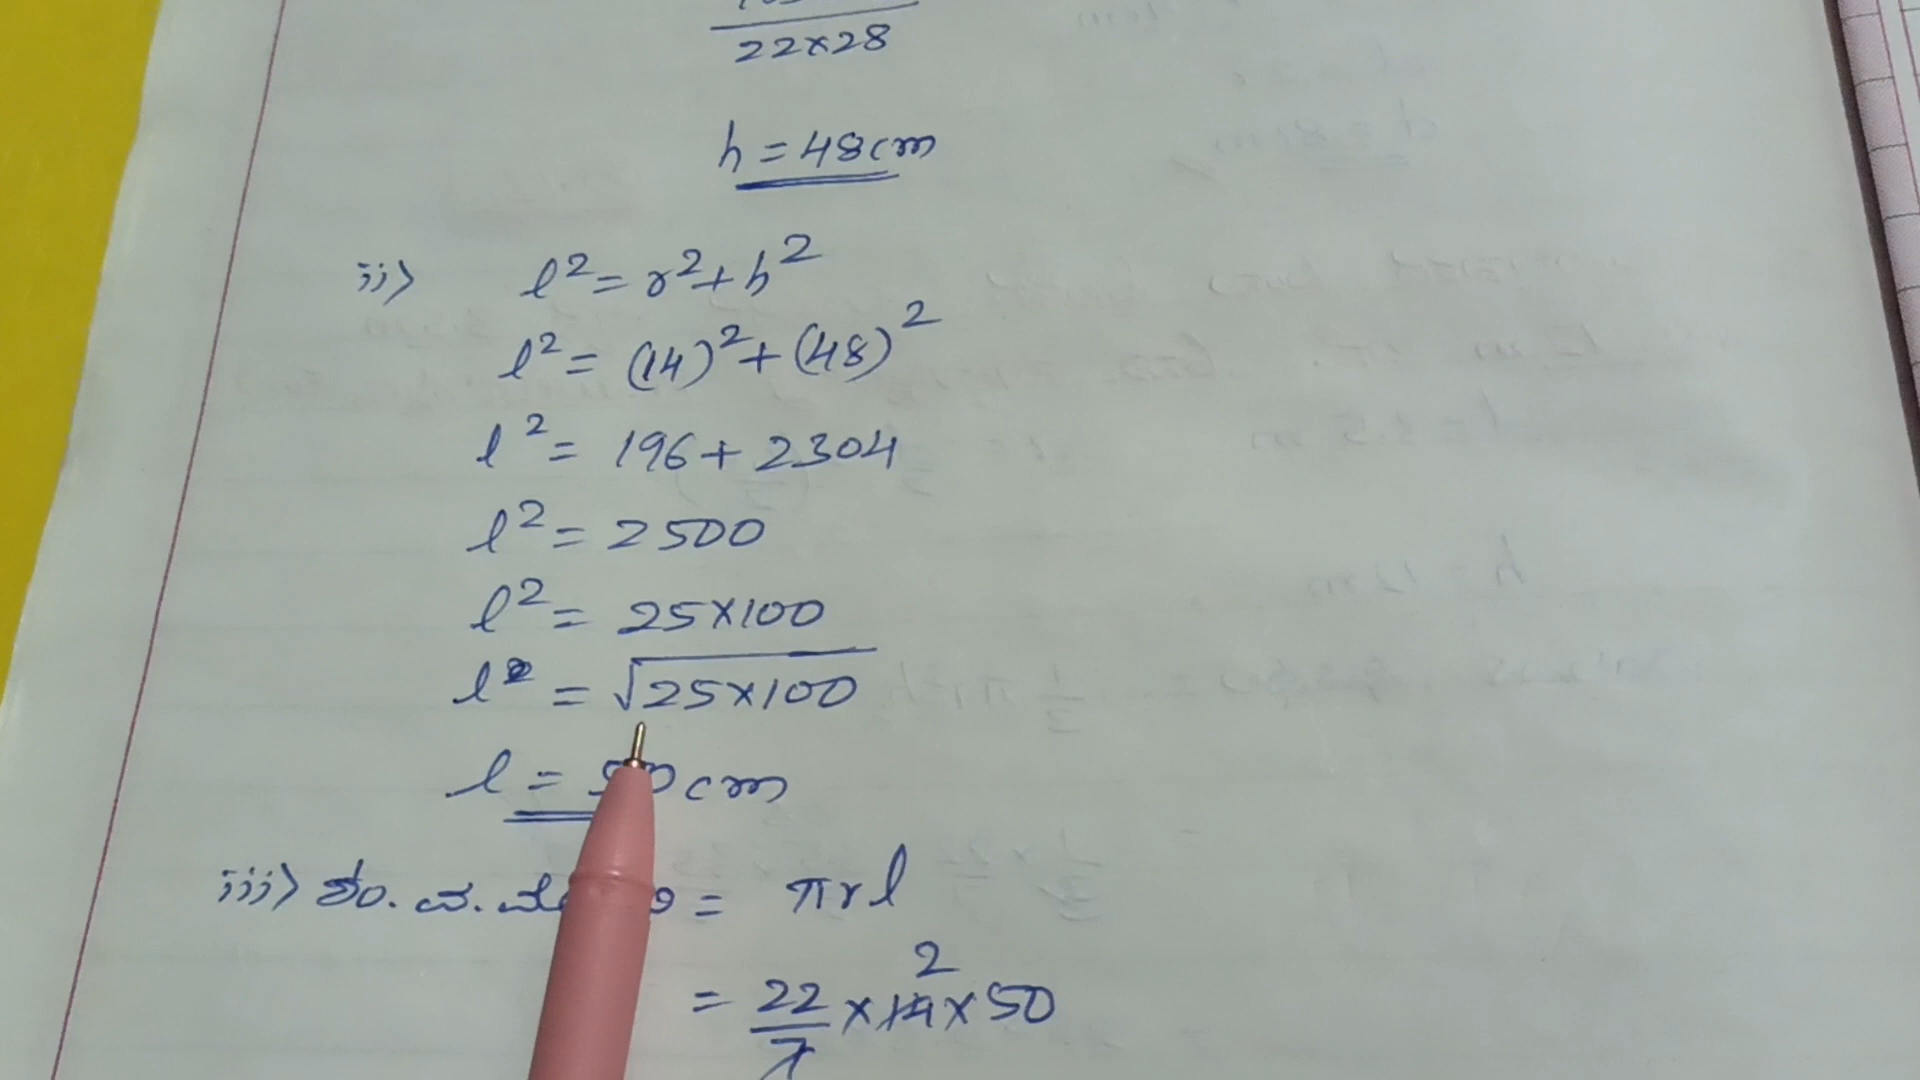 22×28
h = 48cm
ii> l² = r² + h²
l² = (14)² + (48)²
l² = 196 + 2304
l² = 2500
l² = 25×100
l = √25×100
l = 50cm
iii> ಶಂ. ವ. = πrl
= 22/7 × 14 × 50
2